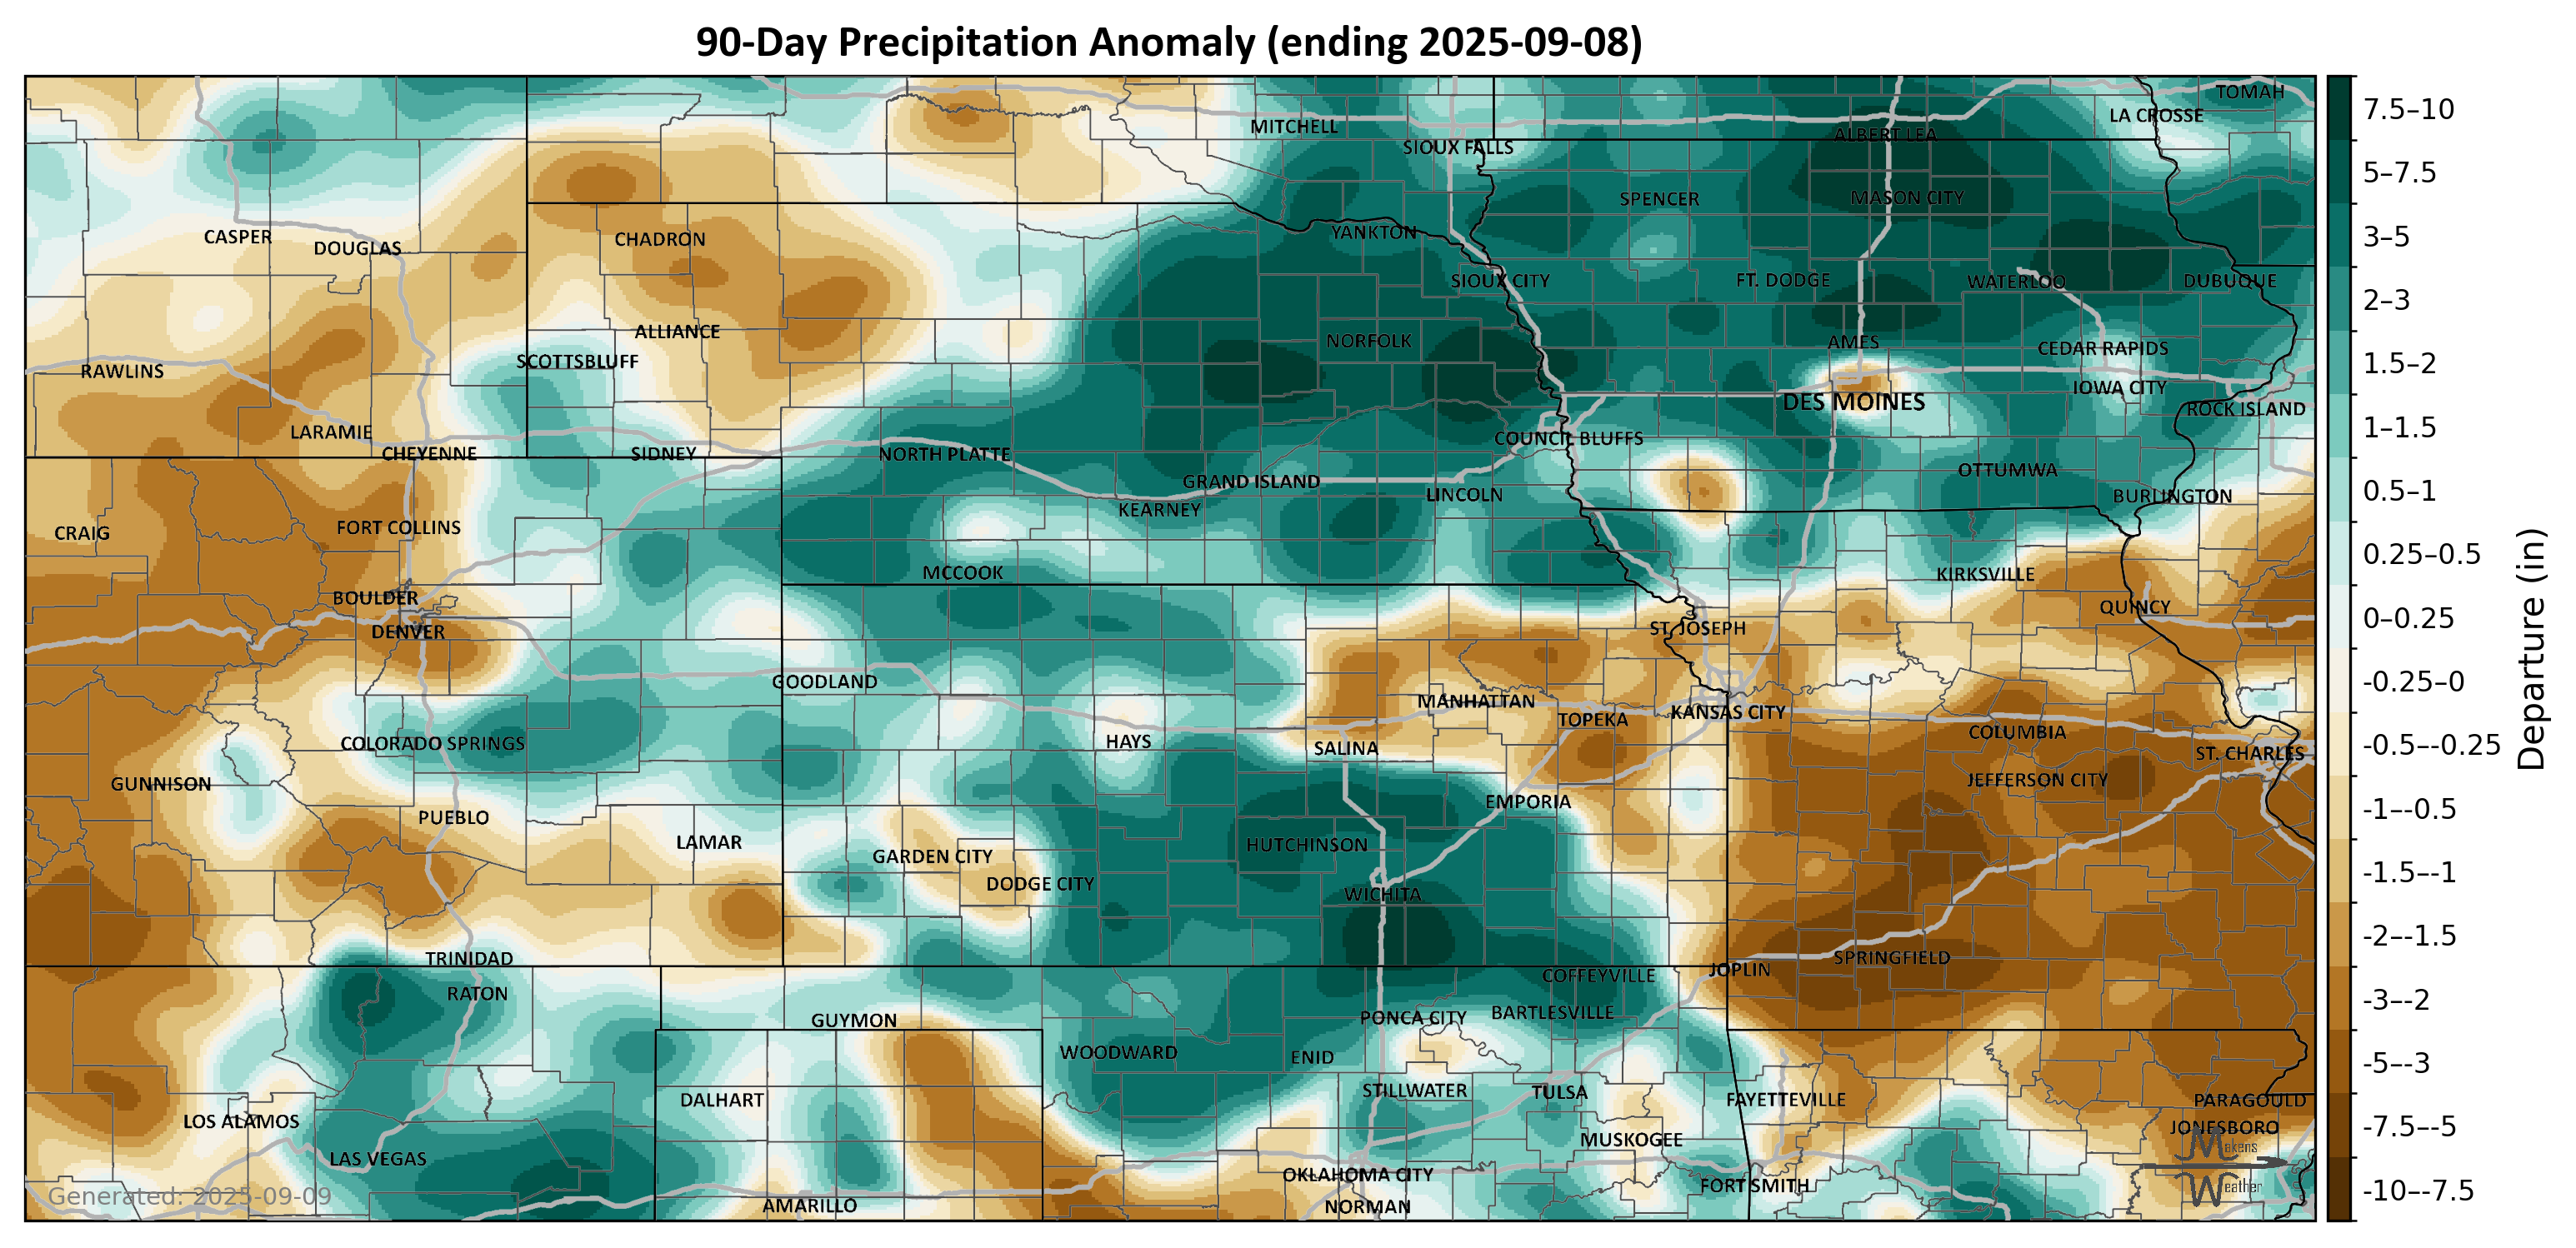 90-Day Precipitation Anomaly (ending 2025-09-08)
TOMAH
LA CROSSE
MITCHELL
ALBERT LEA
SIOUX FALLS
SPENCER
MASON CITY
YANKTON
CASPER
CHADRON
DOUGLAS
SIOUX CITY
FT. DODGE
WATERLOO
DUBUQUE
ALLIANCE
NORFOLK
AMES
CEDAR RAPIDS
SCOTTSBLUFF
RAWLINS
IOWA CITY
DES MOINES
ROCK ISLAND
LARAMIE
COUNCIL BLUFFS
CHEYENNE
SIDNEY
NORTH PLATTE
OTTUMWA
GRAND ISLAND
LINCOLN
BURLINGTON
KEARNEY
CRAIG
FORT COLLINS
MCCOOK
KIRKSVILLE
BOULDER
QUINCY
DENVER
ST. JOSEPH
GOODLAND
MANHATTAN
KANSAS CITY
TOPEKA
COLUMBIA
COLORADO SPRINGS
HAYS
SALINA
ST. CHARLES
GUNNISON
JEFFERSON CITY
EMPORIA
PUEBLO
LAMAR
HUTCHINSON
GARDEN CITY
DODGE CITY
WICHITA
TRINIDAD
SPRINGFIELD
JOPLIN
COFFEYVILLE
RATON
BARTLESVILLE
PONCA CITY
GUYMON
WOODWARD
ENID
STILLWATER
TULSA
DALHART
FAYETTEVILLE
PARAGOULD
LOS ALAMOS
JONESBORO
MUSKOGEE
LAS VEGAS
OKLAHOMA CITY
FORT SMITH
AMARILLO
NORMAN
Generated: 2025-09-09
Makens
Weather
7.5–10
5–7.5
3–5
2–3
1.5–2
1–1.5
0.5–1
0.25–0.5
0–0.25
-0.25–0
-0.5–-0.25
-1–-0.5
-1.5–-1
-2–-1.5
-3–-2
-5–-3
-7.5–-5
-10–-7.5
Departure (in)